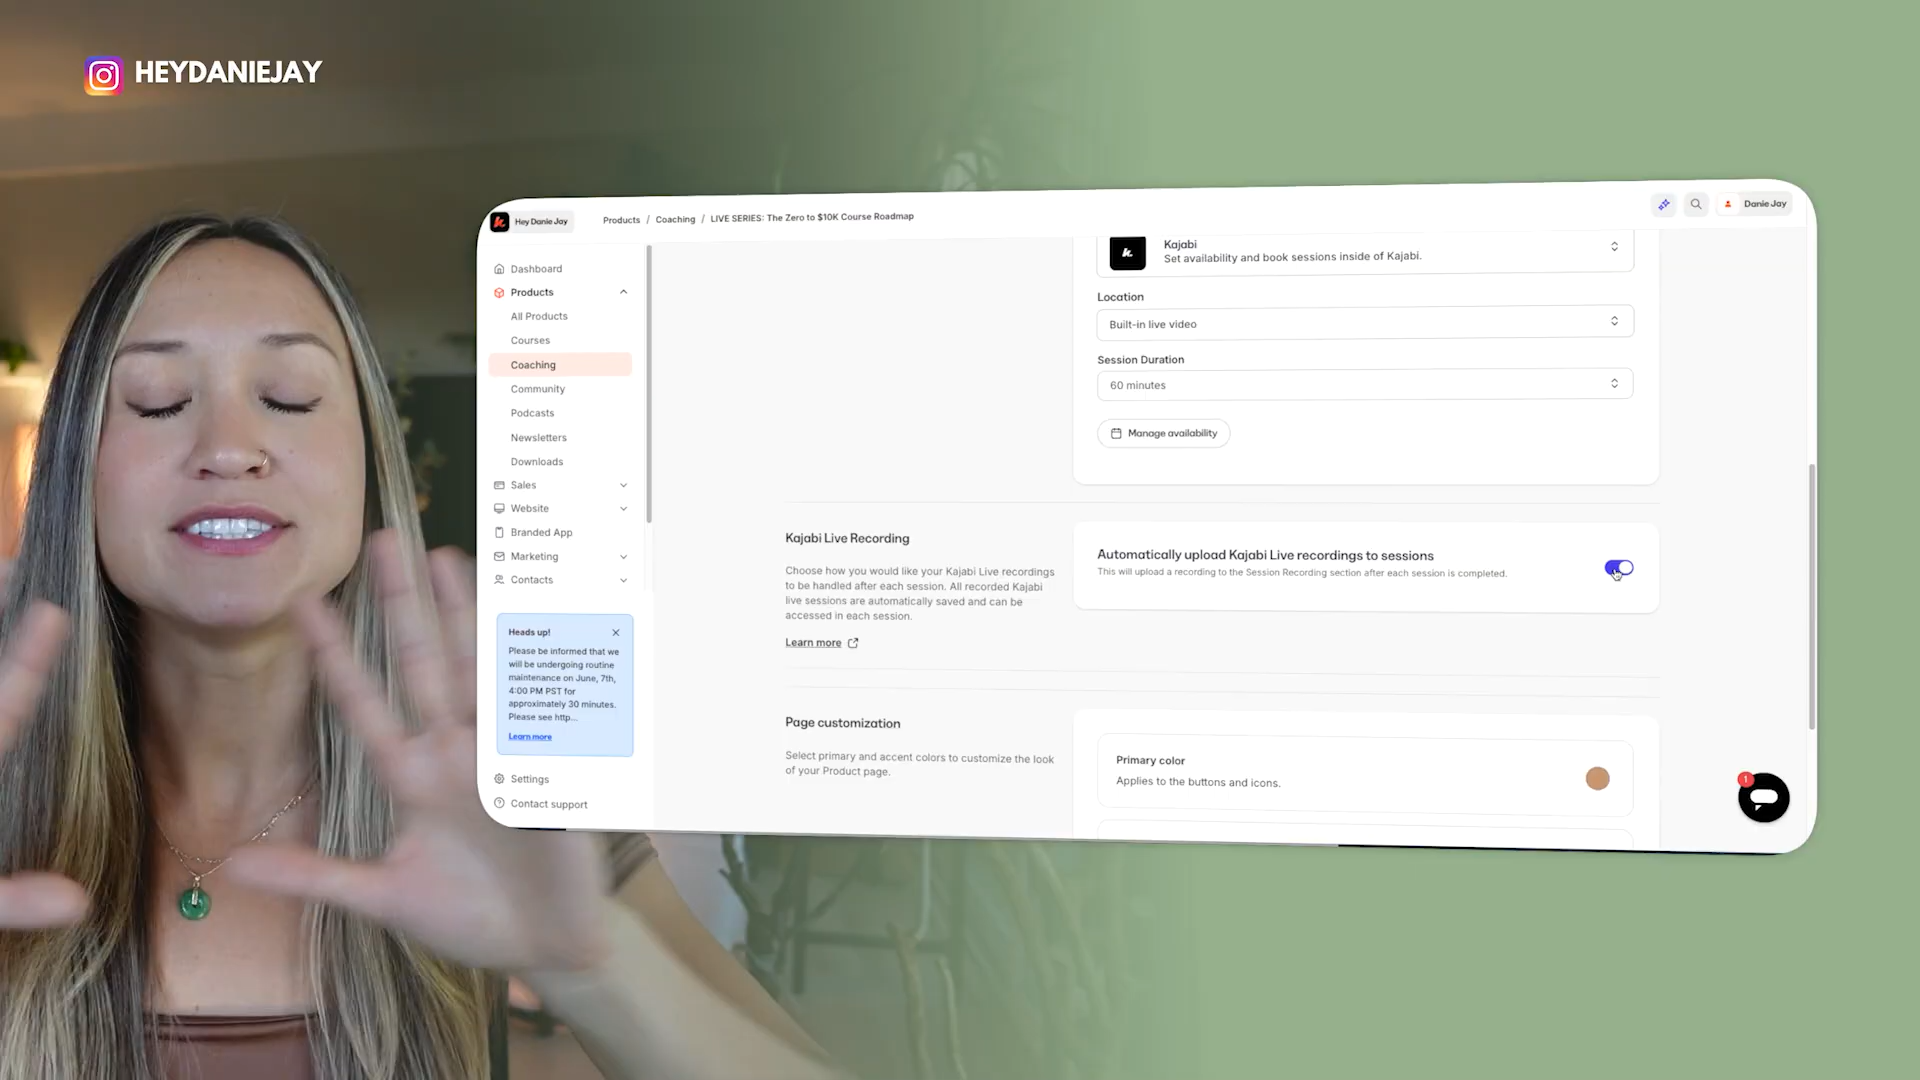 HEYDANIEJAY
Hey Danie Jay
Products / Coaching / LIVE SERIES: The Zero to $10K Course Roadmap
Danie Jay
Dashboard
Products
All Products
Courses
Coaching
Community
Podcasts
Newsletters
Downloads
Sales
Website
Branded App
Marketing
Contacts
Heads up!
Please be informed that we
will be undergoing routine
maintenance on June, 7th,
4:00 PM PST for
approximately 30 minutes.
Please see http...
Learn more
Settings
Contact support
Kajabi
Set availability and book sessions inside of Kajabi.
Location
Built-in live video
Session Duration
60 minutes
Manage availability
Kajabi Live Recording
Choose how you would like your Kajabi Live recordings
to be handled after each session. All recorded Kajabi
live sessions are automatically saved and can be
accessed in each session.
Learn more
Automatically upload Kajabi Live recordings to sessions
This will upload a recording to the Session Recording section after each session is completed.
Page customization
Select primary and accent colors to customize the look
of your Product page.
Primary color
Applies to the buttons and icons.
1